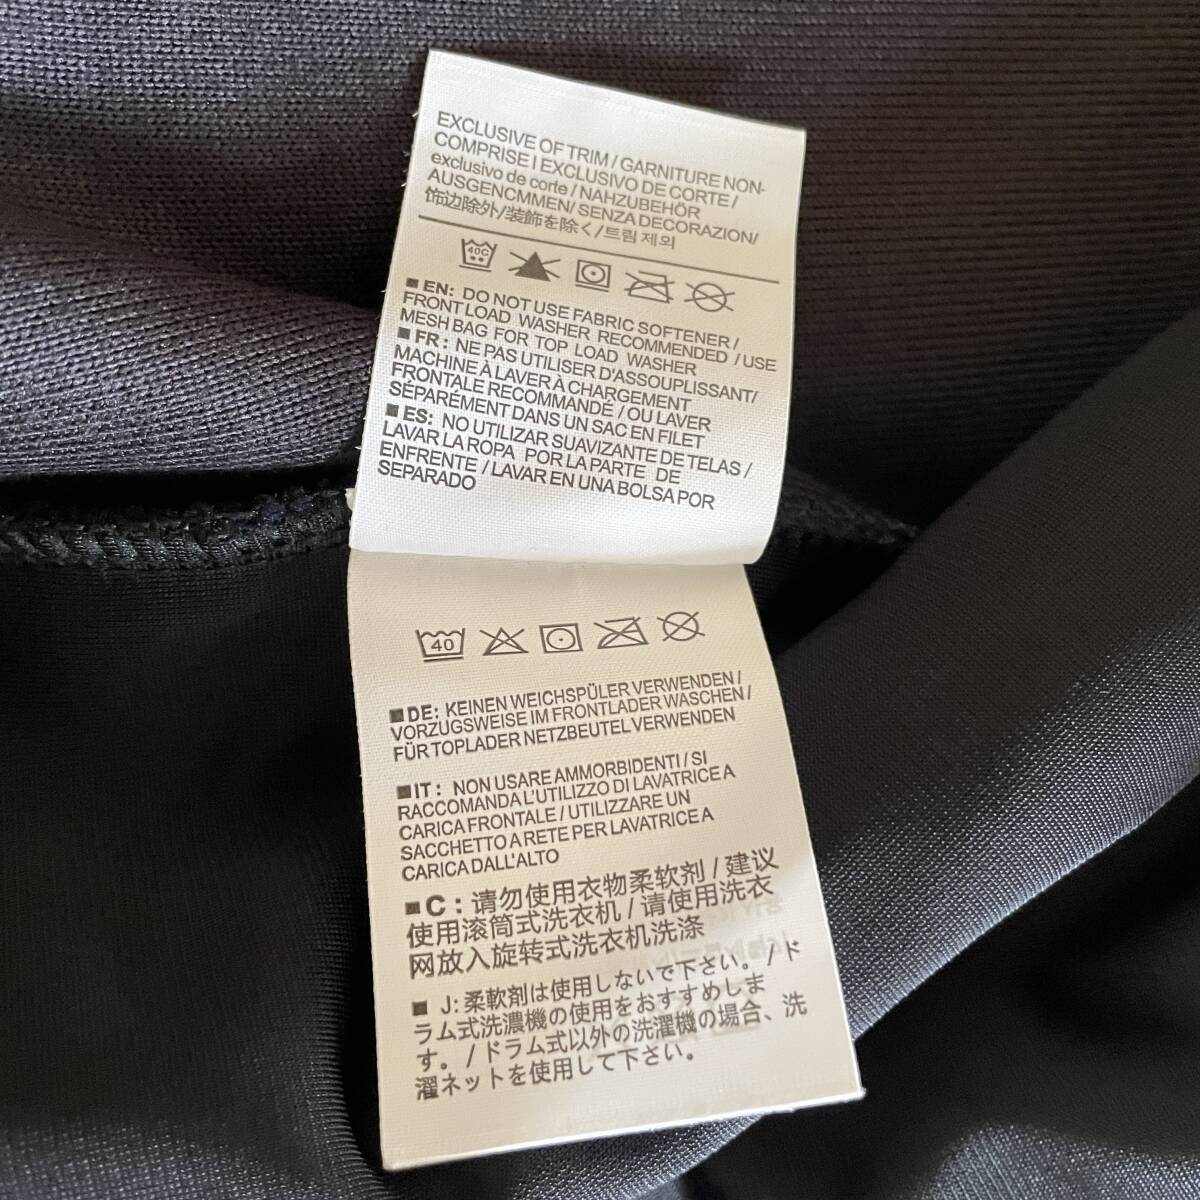 EXCLUSIVE OF TRIM / GARNITURE NON-
COMPRISE I EXCLUSIVO DE CORTE /
exclusivo de corte / NAHZUBEHÖR
AUSGENCMMEN/ SENZA DECORAZION/
饰边除外/装飾を除く/트림 제외
40C
■ EN: DO NOT USE FABRIC SOFTENER /
FRONT LOAD WASHER RECOMMENDED / USE
MESH BAG FOR TOP LOAD WASHER
■ FR : NE PAS UTILISER D'ASSOUPLISSANT/
MACHINE À LAVER À CHARGEMENT
FRONTALE RECOMMANDÉ / OU LAVER
SÉPARÉMENT DANS UN SAC EN FILET
■ ES: NO UTILIZAR SUAVIZANTE DE TELAS /
LAVAR LA ROPA POR LA PARTE DE
ENFRENTE / LAVAR EN UNA BOLSA POR
SEPARADO
40
■DE: KEINEN WEICHSPÜLER VERWENDEN /
VORZUGSWEISE IM FRONTLADER WASCHEN /
FÜR TOPLADER NETZBEUTEL VERWENDEN
■IT : NON USARE AMMORBIDENTI / SI
RACCOMANDA L'UTILIZZO DI LAVATRICE A
CARICA FRONTALE / UTILIZZARE UN
SACCHETTO A RETE PER LAVATRICE A
CARICA DALL'ALTO
■C : 请勿使用衣物柔软剂 / 建议
使用滚筒式洗衣机 / 请使用洗衣
网放入旋转式洗衣机洗涤
■ J: 柔軟剤は使用しないで下さい。 / ド
ラム式洗濃機の使用をおすすめしま
す。 / ドラム式以外の洗濯機の場合、洗
濯ネットを使用して下さい。